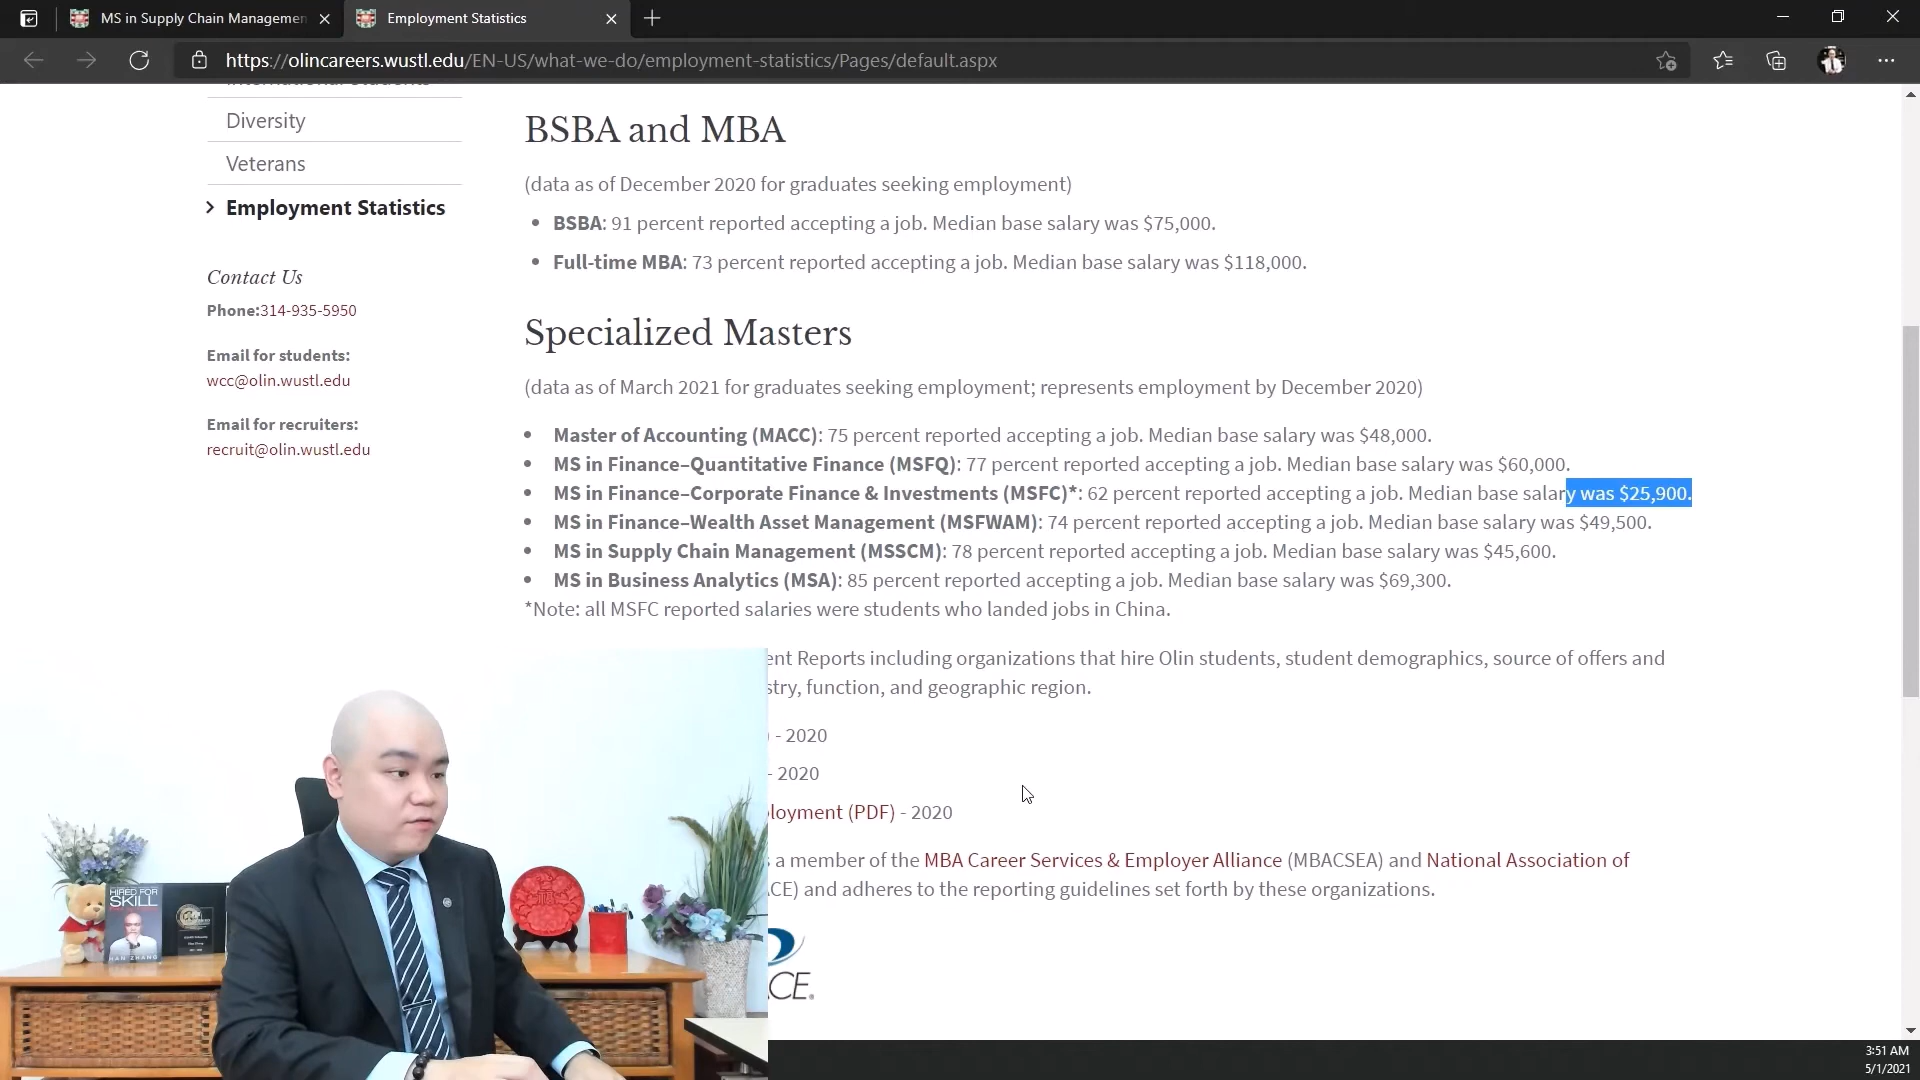 MS in Supply Chain Managemen
Employment Statistics
https://olincareers.wustl.edu/EN-US/what-we-do/employment-statistics/Pages/default.aspx
International Students
Diversity
Veterans
Employment Statistics
Contact Us
Phone:314-935-5950
Email for students:
wcc@olin.wustl.edu
Email for recruiters:
recruit@olin.wustl.edu
BSBA and MBA
(data as of December 2020 for graduates seeking employment)
• BSBA: 91 percent reported accepting a job. Median base salary was $75,000.
• Full-time MBA: 73 percent reported accepting a job. Median base salary was $118,000.
Specialized Masters
(data as of March 2021 for graduates seeking employment; represents employment by December 2020)
• Master of Accounting (MACC): 75 percent reported accepting a job. Median base salary was $48,000.
• MS in Finance–Quantitative Finance (MSFQ): 77 percent reported accepting a job. Median base salary was $60,000.
• MS in Finance–Corporate Finance & Investments (MSFC)*: 62 percent reported accepting a job. Median base salary was $25,900.
• MS in Finance–Wealth Asset Management (MSFWAM): 74 percent reported accepting a job. Median base salary was $49,500.
• MS in Supply Chain Management (MSSCM): 78 percent reported accepting a job. Median base salary was $45,600.
• MS in Business Analytics (MSA): 85 percent reported accepting a job. Median base salary was $69,300.
*Note: all MSFC reported salaries were students who landed jobs in China.
ent Reports including organizations that hire Olin students, student demographics, source of offers and
stry, function, and geographic region.
) - 2020
- 2020
ployment (PDF) - 2020
s a member of the MBA Career Services & Employer Alliance (MBACSEA) and National Association of
ACE) and adheres to the reporting guidelines set forth by these organizations.
ACE.
HIRED FOR
SKILL
HAN ZHANG
3:51 AM
5/1/2021